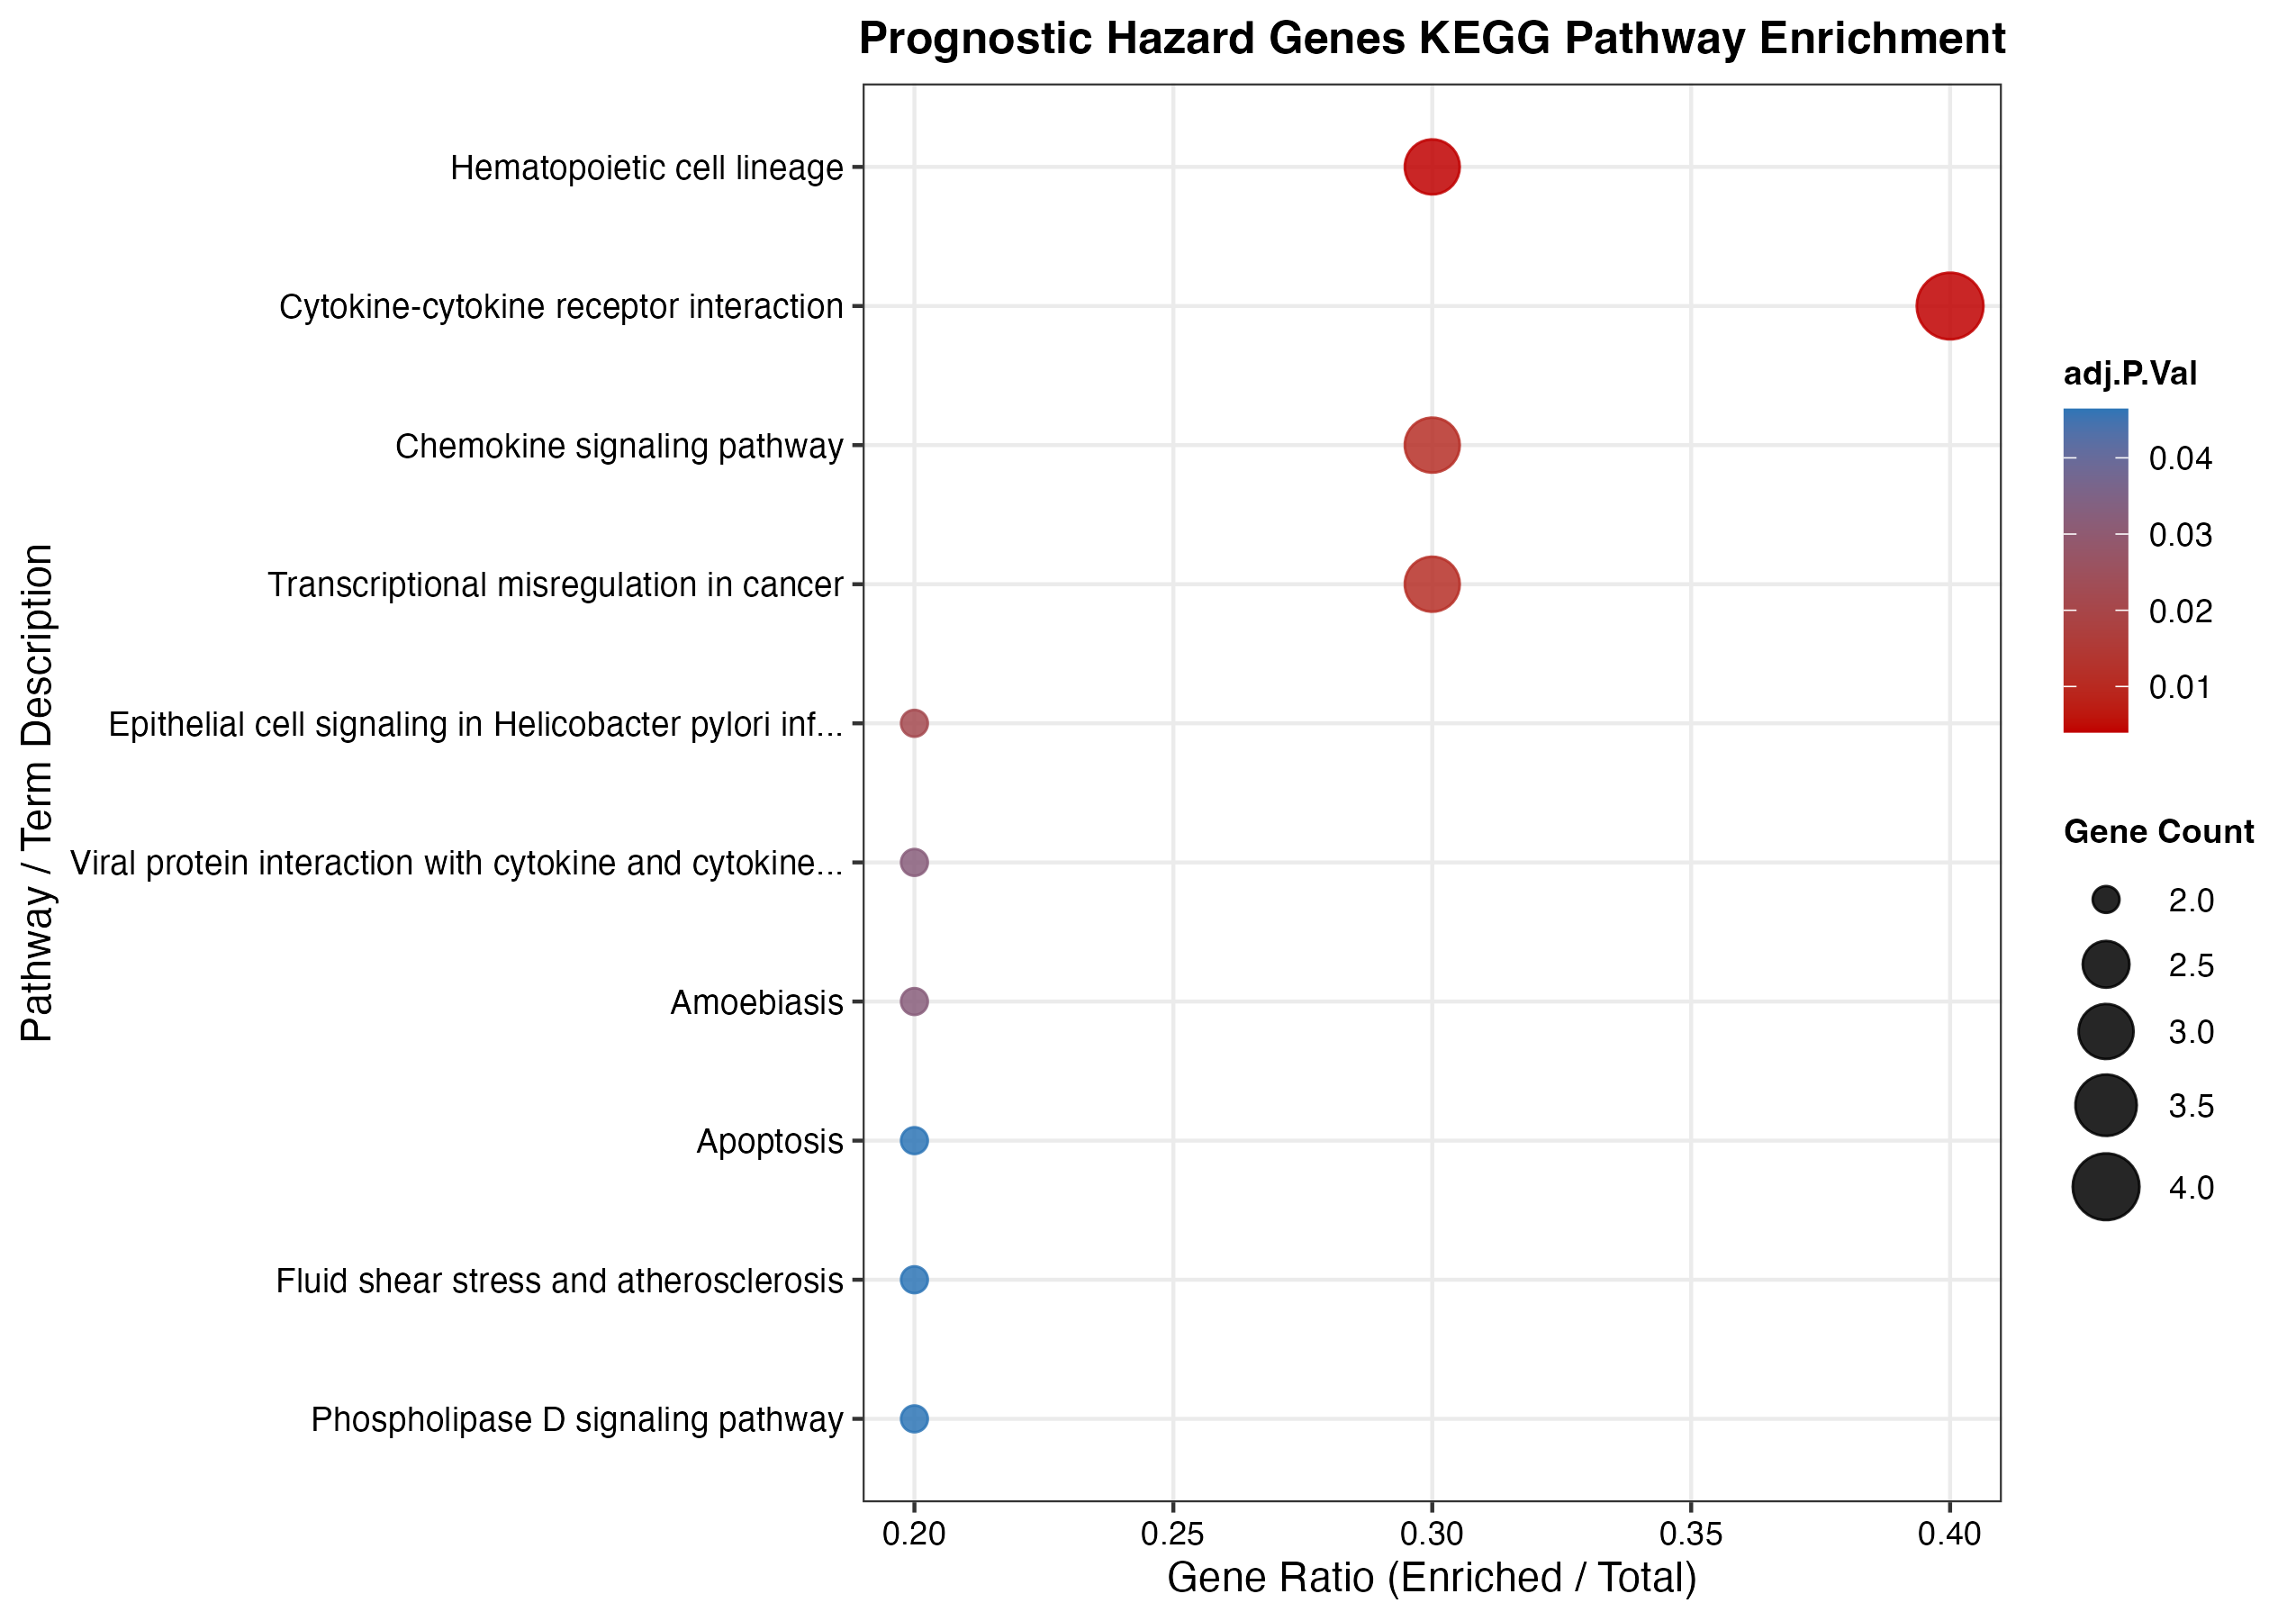 Prognostic Hazard Genes KEGG Pathway Enrichment
Pathway / Term Description
Hematopoietic cell lineage
Cytokine-cytokine receptor interaction
Chemokine signaling pathway
Transcriptional misregulation in cancer
Epithelial cell signaling in Helicobacter pylori inf...
Viral protein interaction with cytokine and cytokine...
Amoebiasis
Apoptosis
Fluid shear stress and atherosclerosis
Phospholipase D signaling pathway
0.20 0.25 0.30 0.35 0.40
Gene Ratio (Enriched / Total)
adj.P.Val
0.04
0.03
0.02
0.01
Gene Count
2.0
2.5
3.0
3.5
4.0